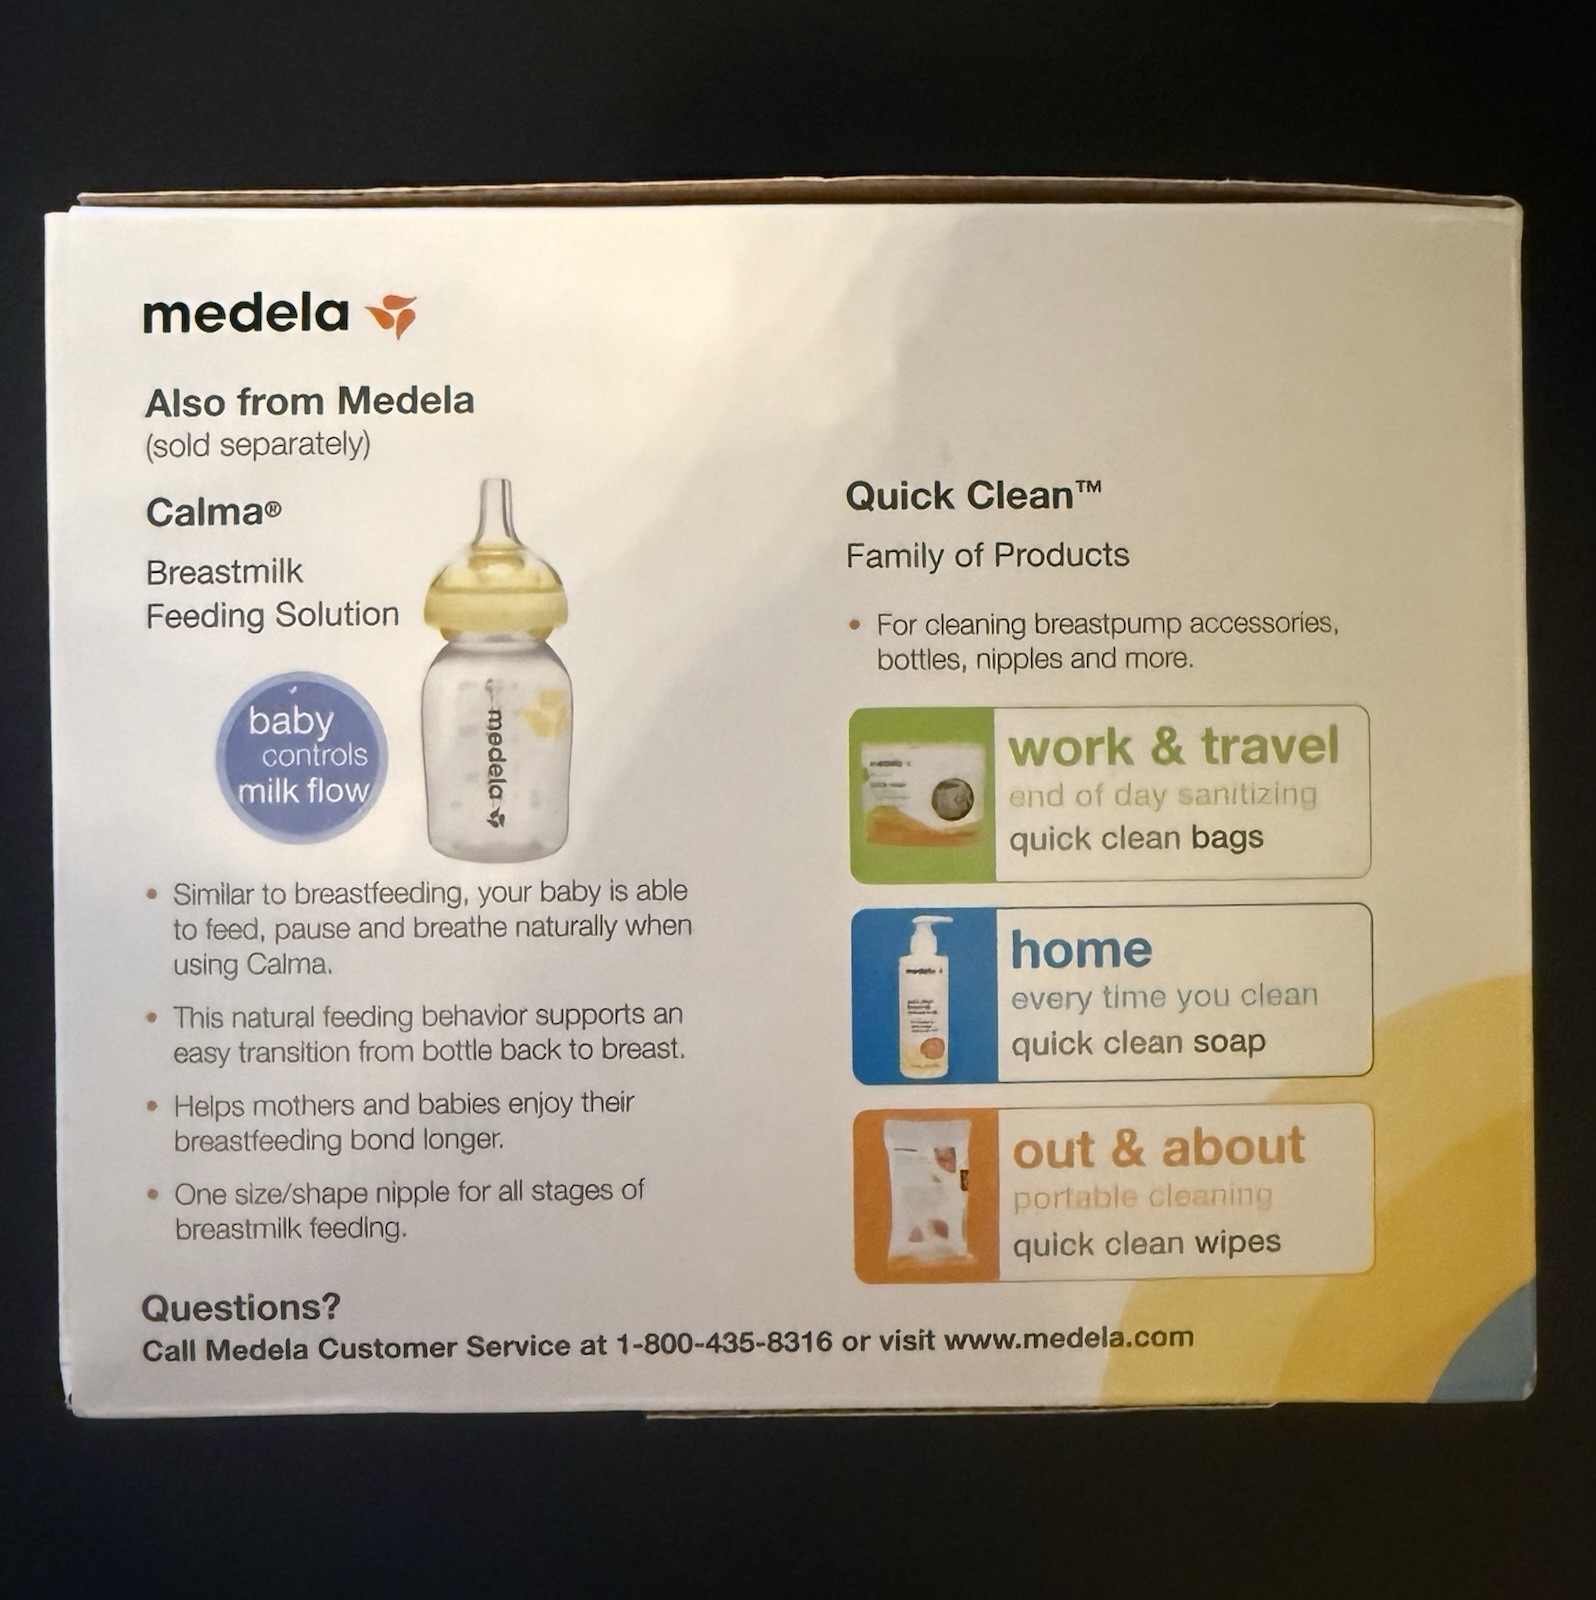 medela
Also from Medela
(sold separately)
Calma®
Breastmilk
Feeding Solution
baby
controls
milk flow
medela
• Similar to breastfeeding, your baby is able
to feed, pause and breathe naturally when
using Calma.
• This natural feeding behavior supports an
easy transition from bottle back to breast.
• Helps mothers and babies enjoy their
breastfeeding bond longer.
• One size/shape nipple for all stages of
breastmilk feeding.
Quick Clean™
Family of Products
• For cleaning breastpump accessories,
bottles, nipples and more.
medela
work & travel
end of day sanitizing
quick clean bags
medela
home
every time you clean
quick clean soap
out & about
portable cleaning
quick clean wipes
Questions?
Call Medela Customer Service at 1-800-435-8316 or visit www.medela.com